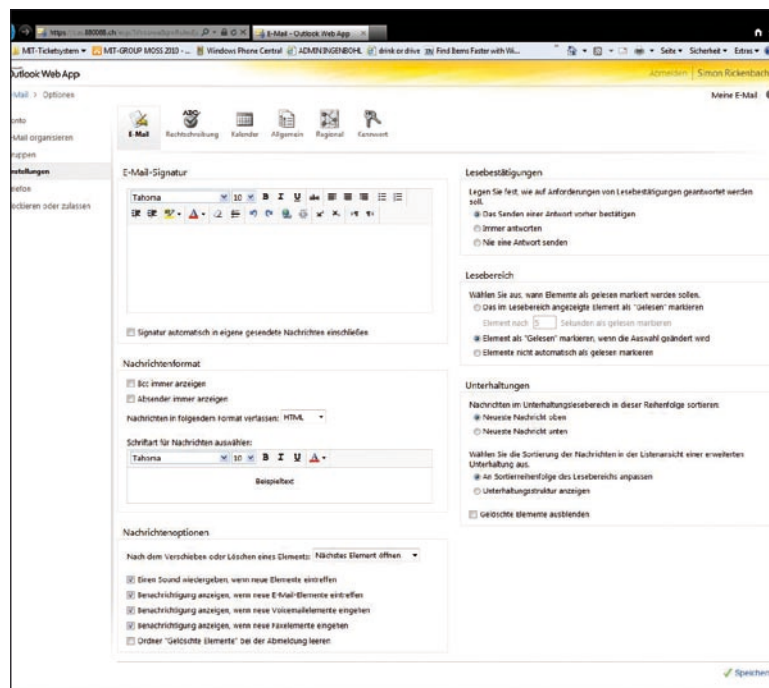 E-Mail - Outlook Web App
MIT-Ticketsystem MIT-GROUP MOSS 2010 - ... Windows Phone Central ADMIN INGENBOHL drink or drive Find Items Faster with Wi... Seite Sicherheit Extras
Outlook Web App
Abmelden Simon Rickenbach
Mail > Optionen
Meine E-Mail
onto
Mail organisieren
ruppen
stellungen
lefon
ockieren oder zulassen
E-Mail Rechtschreibung Kalender Allgemein Regional Kennwort
E-Mail-Signatur
Tahoma 10 B I U abc
Signatur automatisch in eigene gesendete Nachrichten einschließen
Nachrichtenformat
Bcc immer anzeigen
Absender immer anzeigen
Nachrichten in folgendem Format verfassen: HTML
Schriftart für Nachrichten auswählen:
Tahoma 10 B I U A
Beispieltext
Nachrichtenoptionen
Nach dem Verschieben oder Löschen eines Elements: Nächstes Element öffnen
Einen Sound wiedergeben, wenn neue Elemente eintreffen
Benachrichtigung anzeigen, wenn neue E-Mail-Elemente eintreffen
Benachrichtigung anzeigen, wenn neue Voicemailelemente eingehen
Benachrichtigung anzeigen, wenn neue Faxelemente eingehen
Ordner "Gelöschte Elemente" bei der Abmeldung leeren
Lesebestätigungen
Legen Sie fest, wie auf Anforderungen von Lesebestätigungen geantwortet werden
soll.
Das Senden einer Antwort vorher bestätigen
Immer antworten
Nie eine Antwort senden
Lesebereich
Wählen Sie aus, wann Elemente als gelesen markiert werden sollen.
Das im Lesebereich angezeigte Element als "Gelesen" markieren
Element nach 5 Sekunden als gelesen markieren
Element als "Gelesen" markieren, wenn die Auswahl geändert wird
Elemente nicht automatisch als gelesen markieren
Unterhaltungen
Nachrichten im Unterhaltungslesebereich in dieser Reihenfolge sortieren:
Neueste Nachricht oben
Neueste Nachricht unten
Wählen Sie die Sortierung der Nachrichten in der Listenansicht einer erweiterten
Unterhaltung aus.
An Sortierreihenfolge des Lesebereichs anpassen
Unterhaltungsstruktur anzeigen
Gelöschte Elemente ausblenden
Speichern